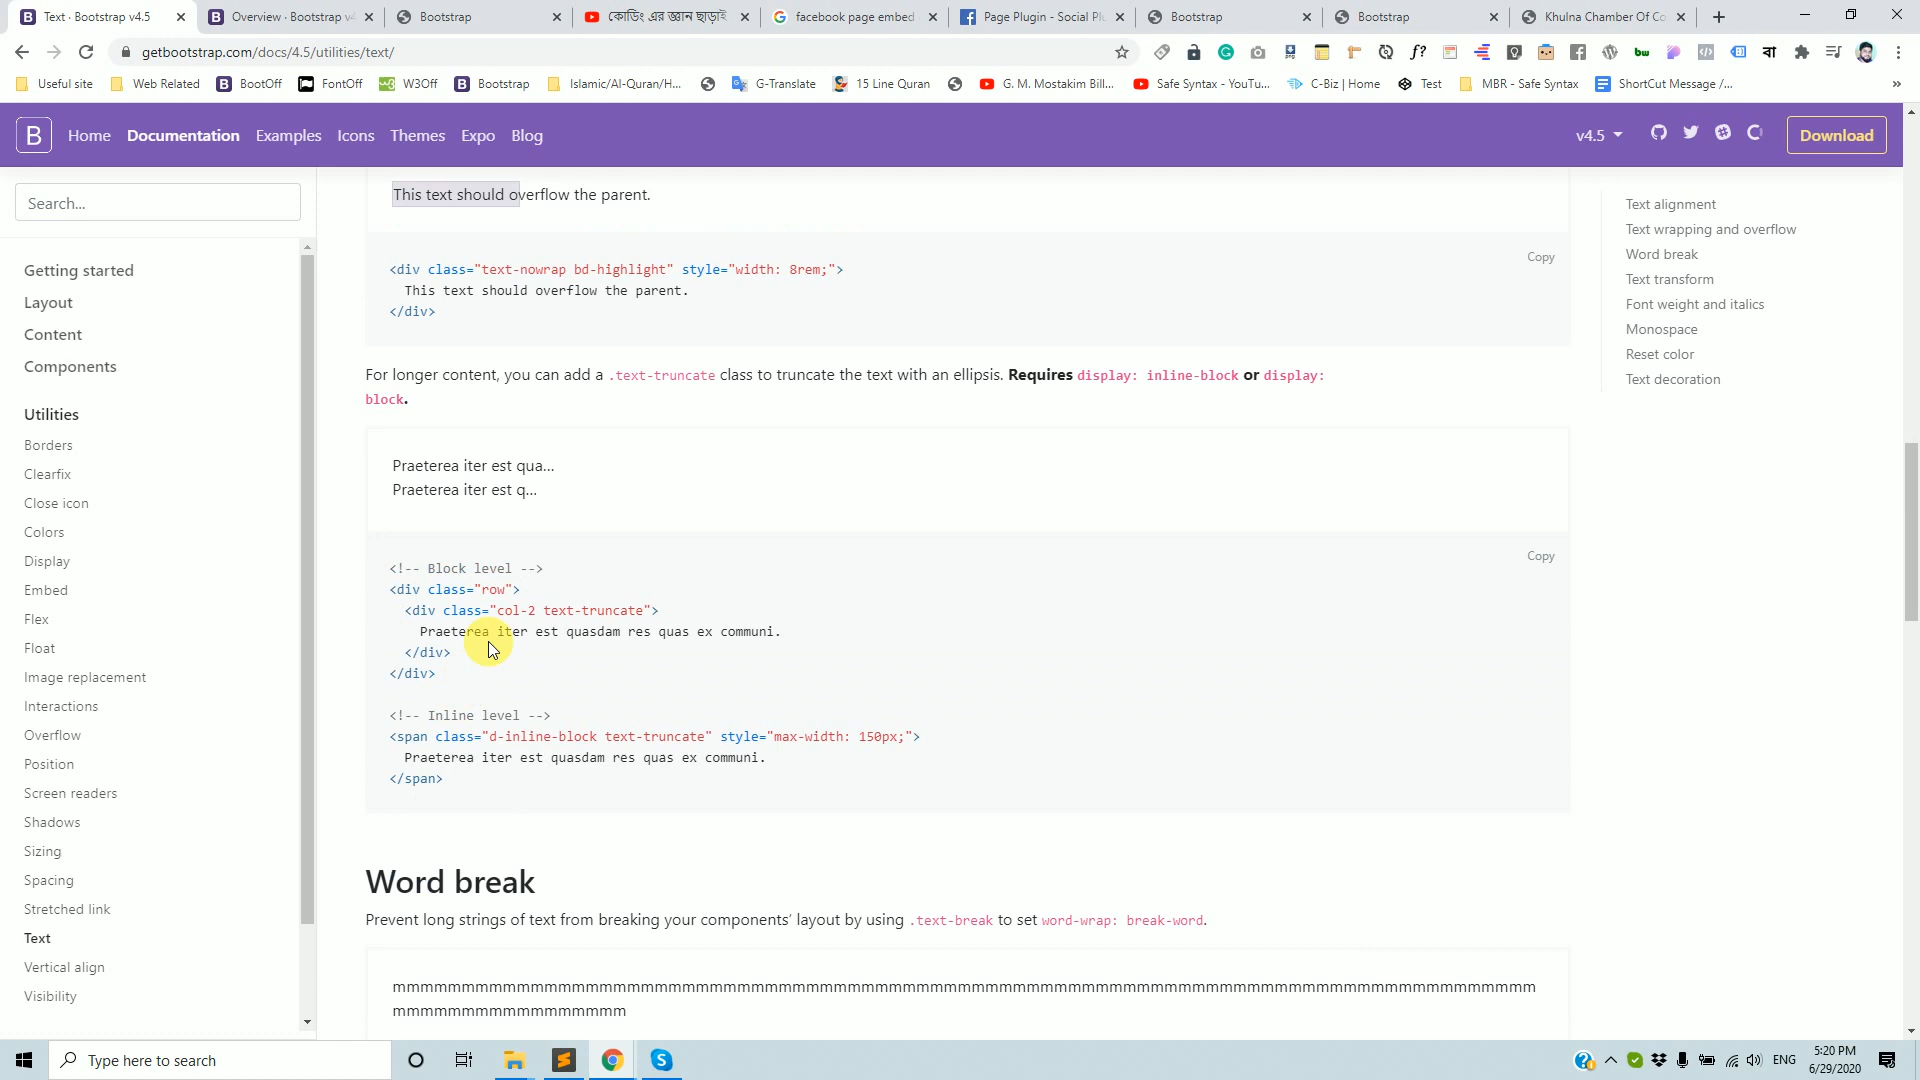 Text · Bootstrap v4.5
Overview · Bootstrap v4
Bootstrap
কোডিং এর জ্ঞান ছাড়াই
facebook page embed
Page Plugin - Social Pl
Bootstrap
Bootstrap
Khulna Chamber Of Co
getbootstrap.com/docs/4.5/utilities/text/
Useful site
Web Related
BootOff
FontOff
W3Off
Bootstrap
Islamic/Al-Quran/H...
G-Translate
15 Line Quran
G. M. Mostakim Bill...
Safe Syntax - YouTu...
C-Biz | Home
Test
MBR - Safe Syntax
ShortCut Message /...
B
Home
Documentation
Examples
Icons
Themes
Expo
Blog
v4.5
Download
Search...
Getting started
Layout
Content
Components
Utilities
Borders
Clearfix
Close icon
Colors
Display
Embed
Flex
Float
Image replacement
Interactions
Overflow
Position
Screen readers
Shadows
Sizing
Spacing
Stretched link
Text
Vertical align
Visibility
This text should overflow the parent.
Copy
<div class="text-nowrap bd-highlight" style="width: 8rem;">
This text should overflow the parent.
</div>
For longer content, you can add a .text-truncate class to truncate the text with an ellipsis. Requires display: inline-block or display:
block.
Praeterea iter est qua...
Praeterea iter est q...
Copy
<!-- Block level -->
<div class="row">
<div class="col-2 text-truncate">
Praeterea iter est quasdam res quas ex communi.
</div>
</div>
<!-- Inline level -->
<span class="d-inline-block text-truncate" style="max-width: 150px;">
Praeterea iter est quasdam res quas ex communi.
</span>
Word break
Prevent long strings of text from breaking your components' layout by using .text-break to set word-wrap: break-word.
Text alignment
Text wrapping and overflow
Word break
Text transform
Font weight and italics
Monospace
Reset color
Text decoration
Type here to search
ENG
5:20 PM
6/29/2020